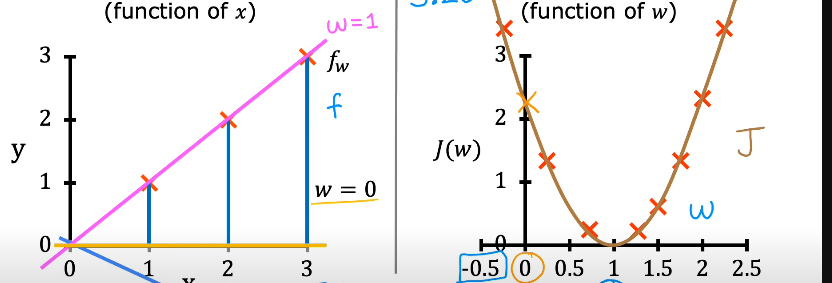 (function of x)
w=1
3
f_w
f
2
y
1
w = 0
0
0 1 2 3
(function of w)
3
2
J(w)
J
1
w
0
-0.5 0 0.5 1 1.5 2 2.5